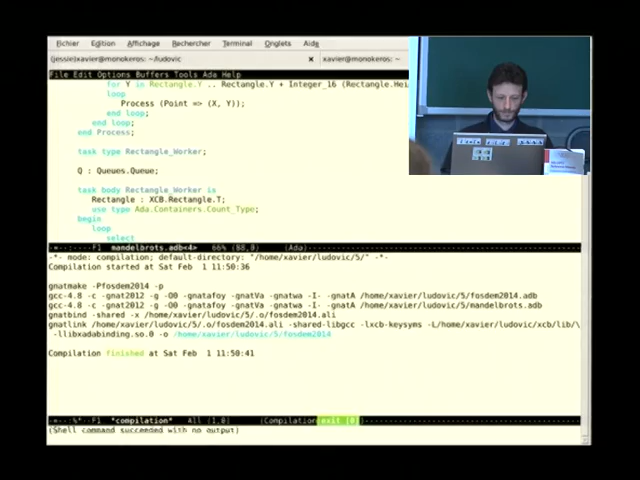 Fichier Edition Affichage Rechercher Terminal Onglets Aide
(jessie)xavier@monokeros: ~/ludovic × xavier@monokeros: ~
File Edit Options Buffers Tools Ada Help
for Y in Rectangle.Y .. Rectangle.Y + Integer_16 (Rectangle.Hei
loop
Process (Point => (X, Y));
end loop;
end loop;
end Process;
task type Rectangle_Worker;
Q : Queues.Queue;
task body Rectangle_Worker is
Rectangle : XCB.Rectangle.T;
use type Ada.Containers.Count_Type;
begin
loop
select
-=--:----F1 mandelbrots.adb<4> 66% (88,0) (Ada)
-*- mode: compilation; default-directory: "/home/xavier/ludovic/5/" -*-
Compilation started at Sat Feb 1 11:50:36
gnatmake -Pfosdem2014 -p
gcc-4.8 -c -gnat2012 -g -O0 -gnatafoy -gnatVa -gnatwa -I- -gnatA /home/xavier/ludovic/5/fosdem2014.adb
gcc-4.8 -c -gnat2012 -g -O0 -gnatafoy -gnatVa -gnatwa -I- -gnatA /home/xavier/ludovic/5/mandelbrots.adb
gnatbind -shared -x /home/xavier/ludovic/5/.o/fosdem2014.ali
gnatlink /home/xavier/ludovic/5/.o/fosdem2014.ali -shared-libgcc -lxcb-keysyms -L/home/xavier/ludovic/xcb/lib/\
-llibxadabinding.so.0 -o /home/xavier/ludovic/5/fosdem2014
Compilation finished at Sat Feb 1 11:50:41
*compilation* All (1,0) (Compilation:exit [0])
(Shell command succeeded with no output)